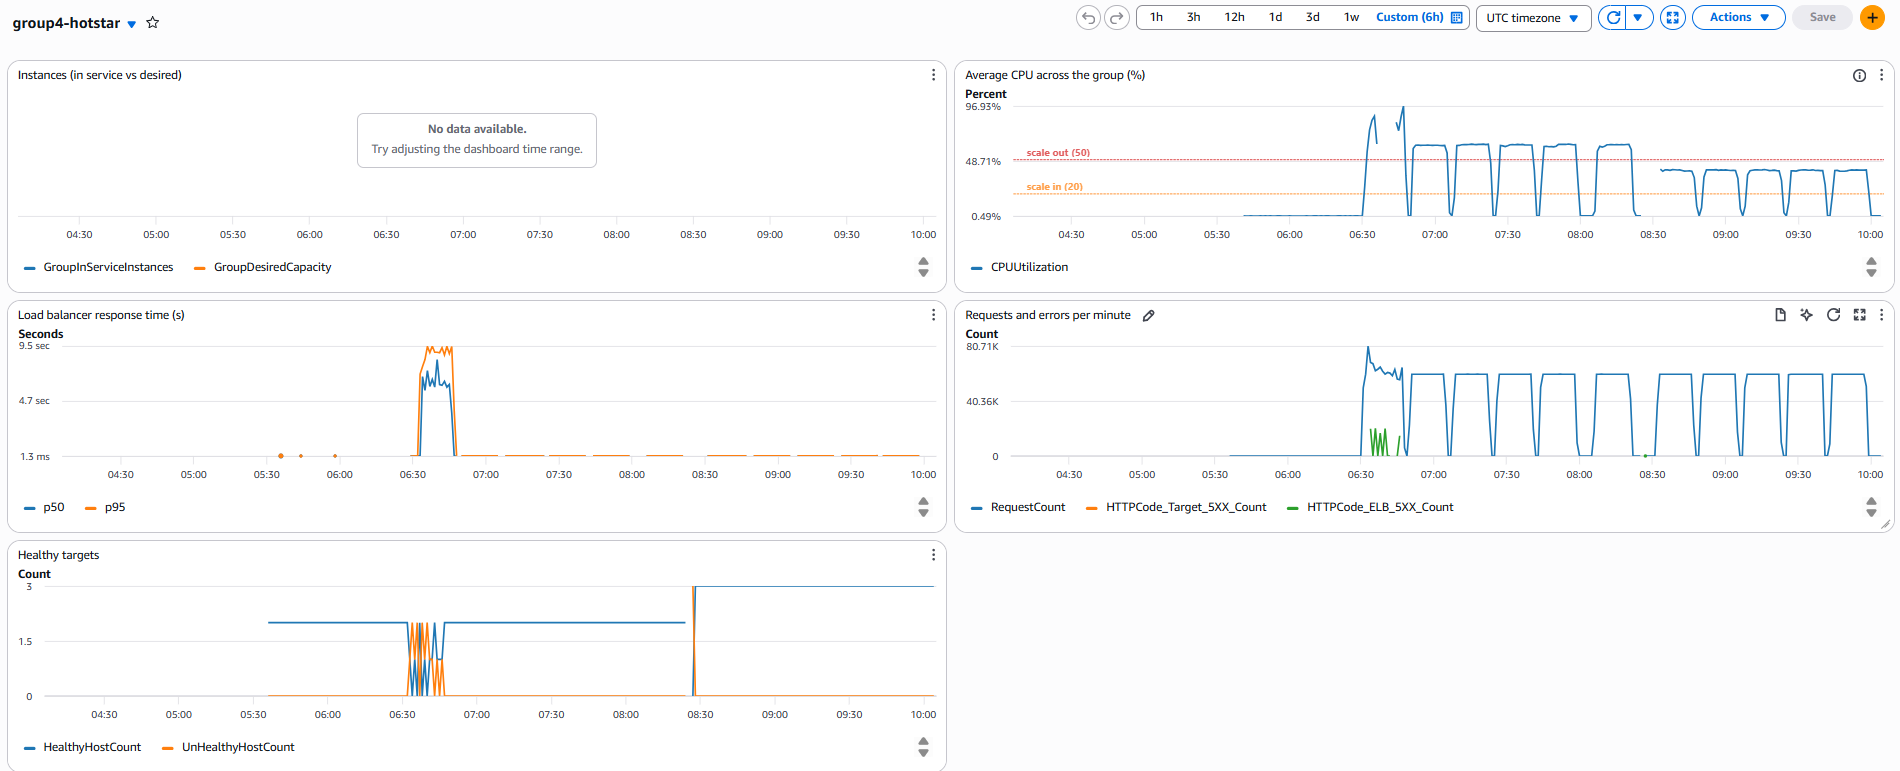 group4-hotstar
1h 3h 12h 1d 3d 1w Custom (6h) UTC timezone Actions Save
Instances (in service vs desired)
No data available.
Try adjusting the dashboard time range.
04:30 05:00 05:30 06:00 06:30 07:00 07:30 08:00 08:30 09:00 09:30 10:00
GroupInServiceInstances GroupDesiredCapacity
Average CPU across the group (%)
Percent
96.93%
scale out (50)
48.71%
scale in (20)
0.49%
04:30 05:00 05:30 06:00 06:30 07:00 07:30 08:00 08:30 09:00 09:30 10:00
CPUUtilization
Load balancer response time (s)
Seconds
9.5 sec
4.7 sec
1.3 ms
04:30 05:00 05:30 06:00 06:30 07:00 07:30 08:00 08:30 09:00 09:30 10:00
p50 p95
Requests and errors per minute
Count
80.71K
40.36K
0
04:30 05:00 05:30 06:00 06:30 07:00 07:30 08:00 08:30 09:00 09:30 10:00
RequestCount HTTPCode_Target_5XX_Count HTTPCode_ELB_5XX_Count
Healthy targets
Count
3
1.5
0
04:30 05:00 05:30 06:00 06:30 07:00 07:30 08:00 08:30 09:00 09:30 10:00
HealthyHostCount UnHealthyHostCount